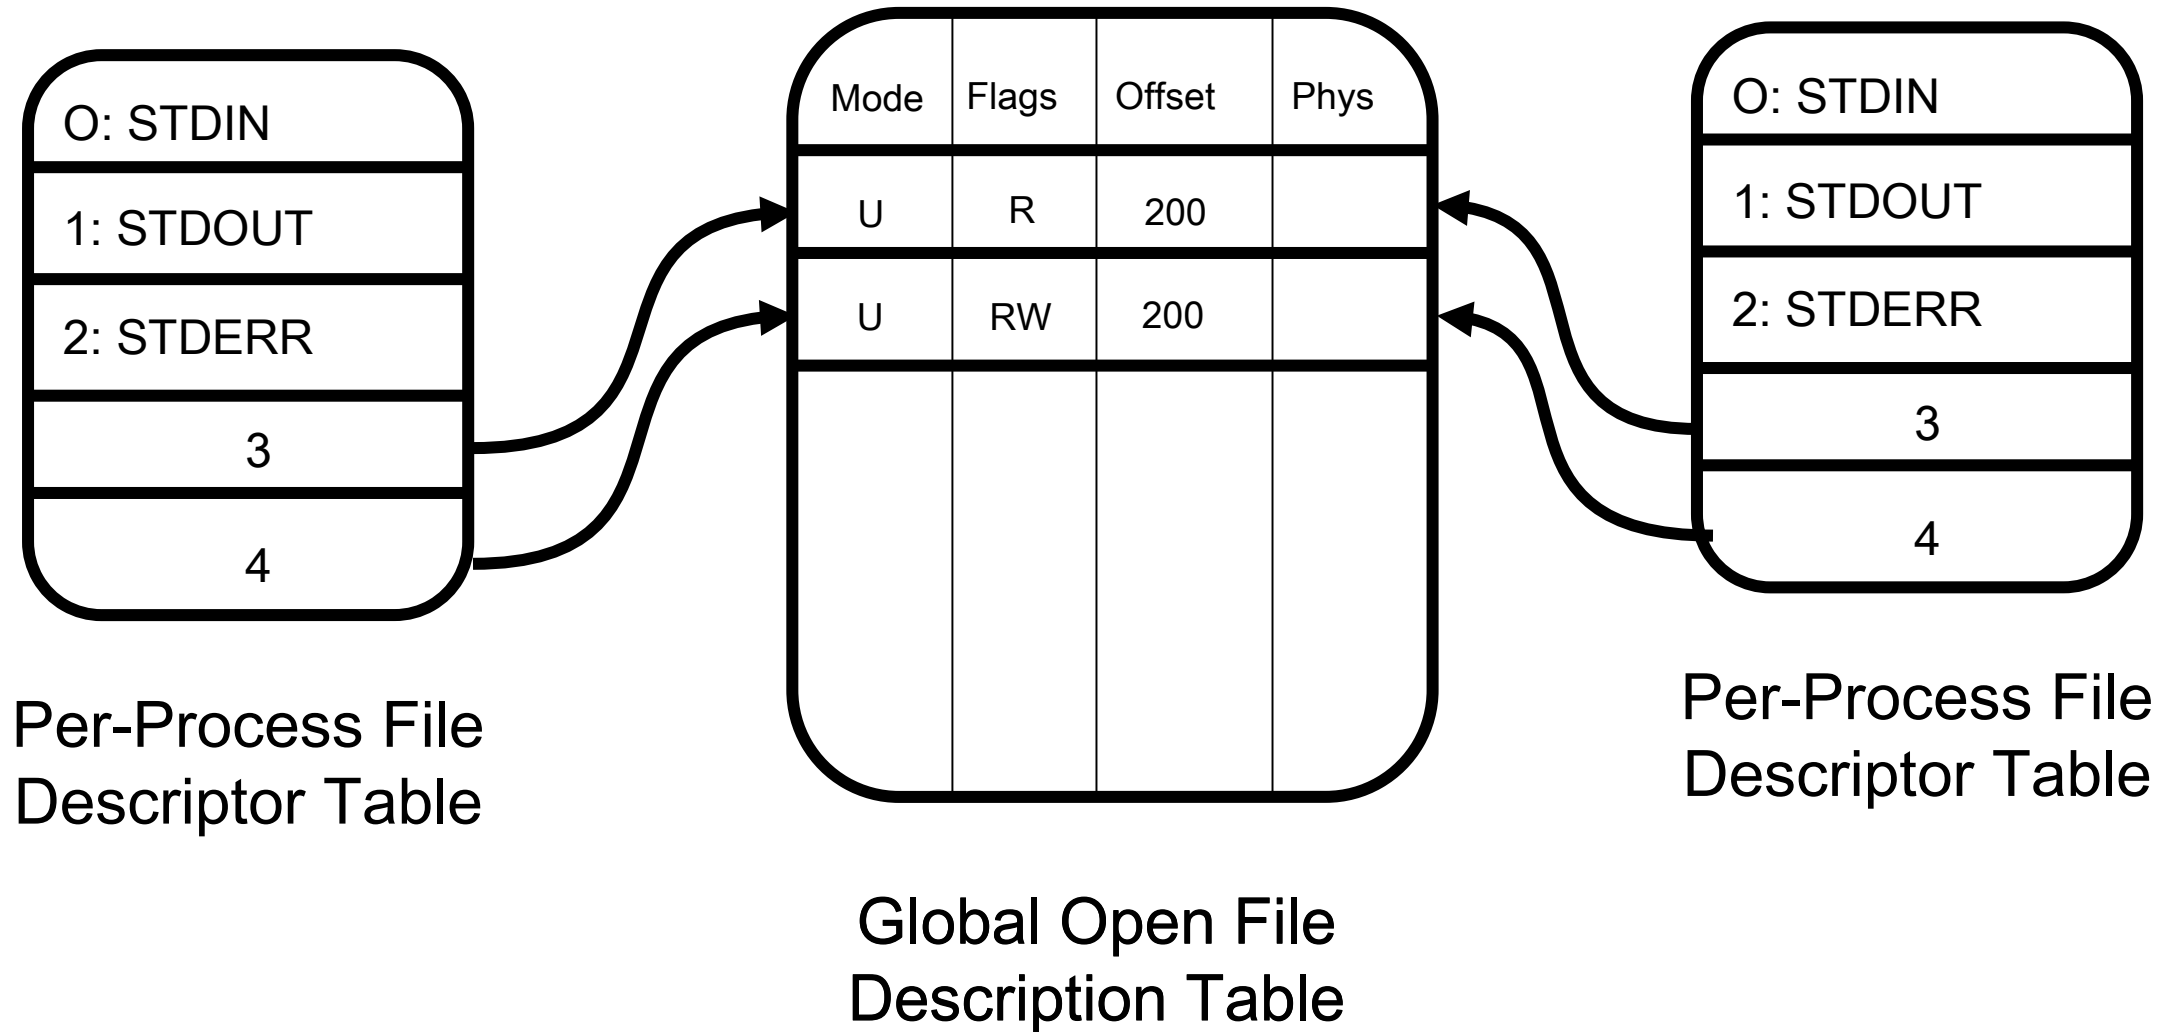 O: STDIN
1: STDOUT
2: STDERR
3
4
Per-Process File
Descriptor Table
Mode Flags Offset Phys
U R 200
U RW 200
Global Open File
Description Table
O: STDIN
1: STDOUT
2: STDERR
3
4
Per-Process File
Descriptor Table